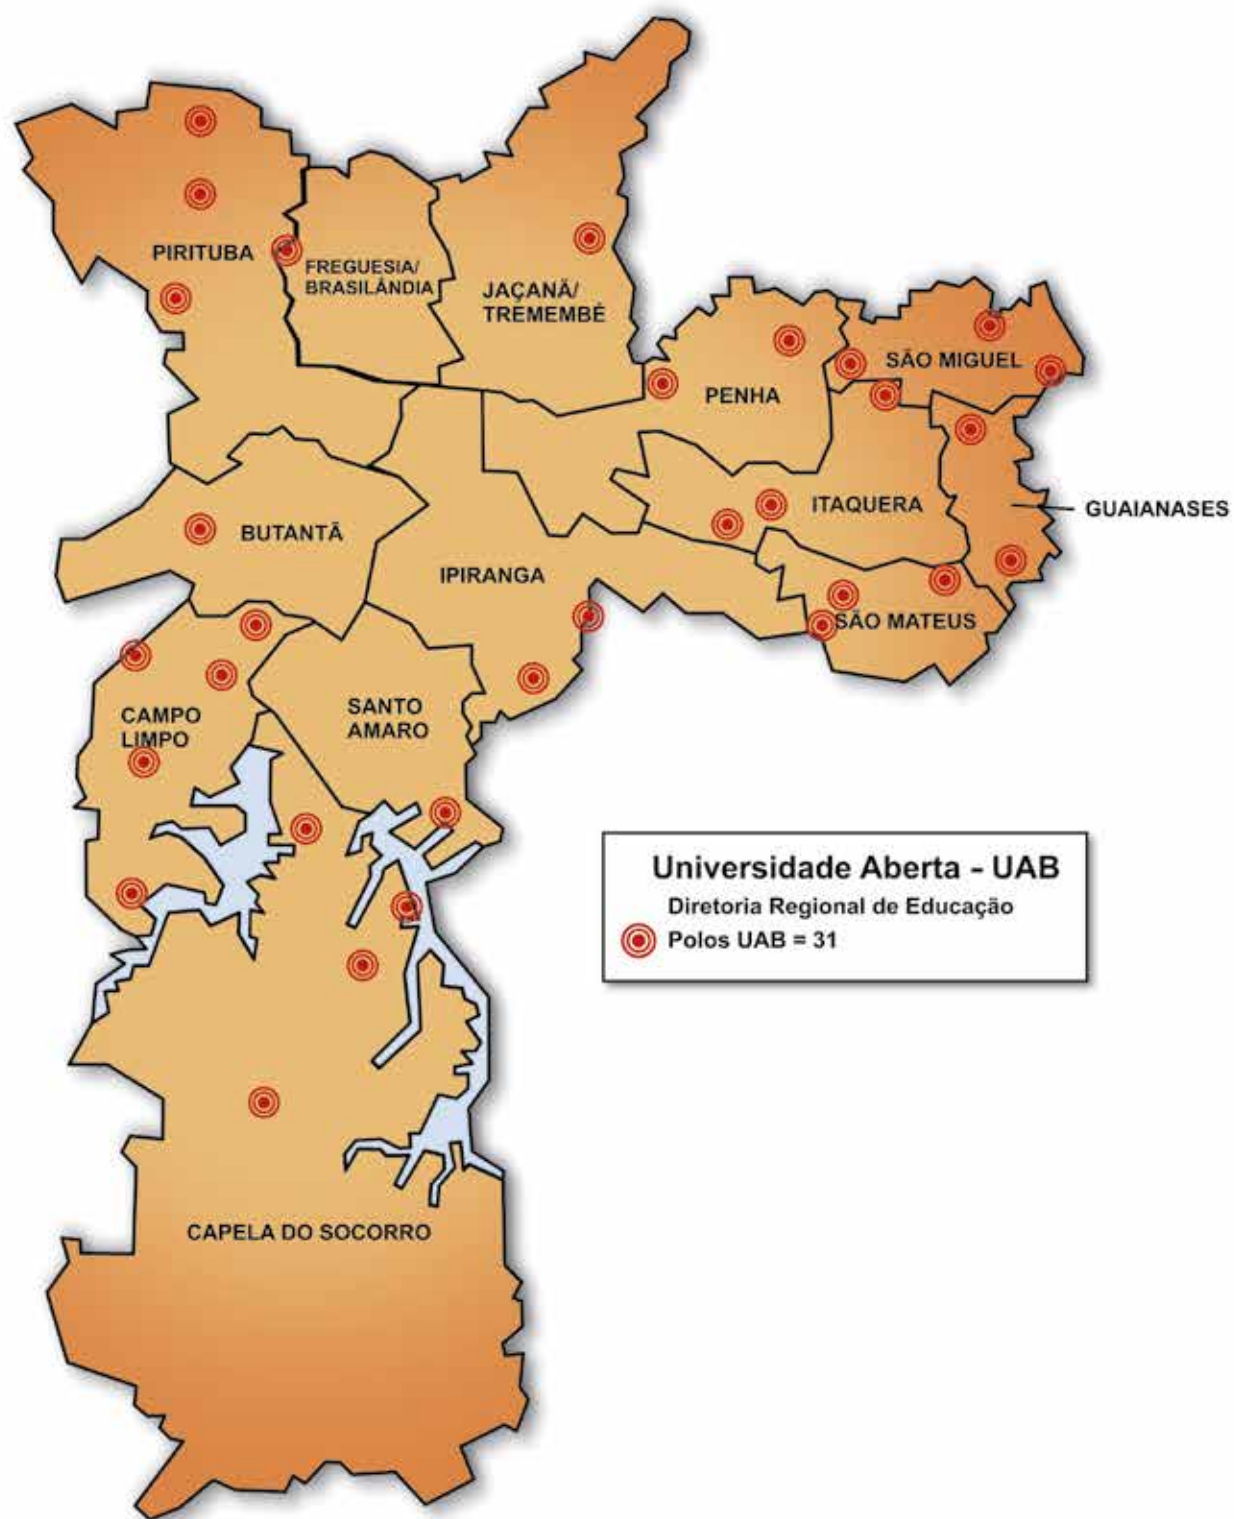 PIRITUBA
FREGUESIA/
BRASILÂNDIA
JAÇANÃ/
TREMEMBÉ
SÃO MIGUEL
PENHA
ITAQUERA
GUAIANASES
BUTANTÃ
IPIRANGA
SÃO MATEUS
CAMPO
LIMPO
SANTO
AMARO
Universidade Aberta - UAB
Diretoria Regional de Educação
Polos UAB = 31
CAPELA DO SOCORRO